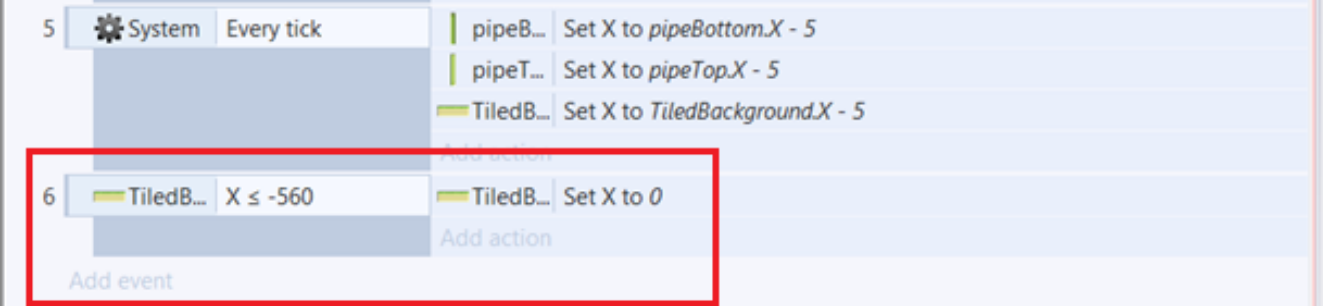 5 System Every tick pipeB... Set X to pipeBottom.X - 5
pipeT... Set X to pipeTop.X - 5
TiledB... Set X to TiledBackground.X - 5
Add action
6 TiledB... X ≤ -560 TiledB... Set X to 0
Add action
Add event